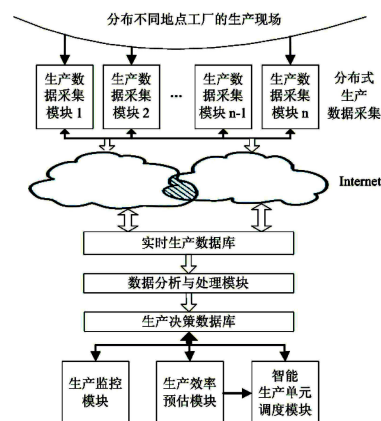 分布不同地点工厂的生产现场
生产数
据采集
模块 1
生产数
据采集
模块 2
...
生产数
据采集
模块 n-1
生产数
据采集
模块 n
分布式
生产
数据采集
Internet
实时生产数据库
数据分析与处理模块
生产决策数据库
生产监控
模块
生产效率
预估模块
智能
生产单元
调度模块